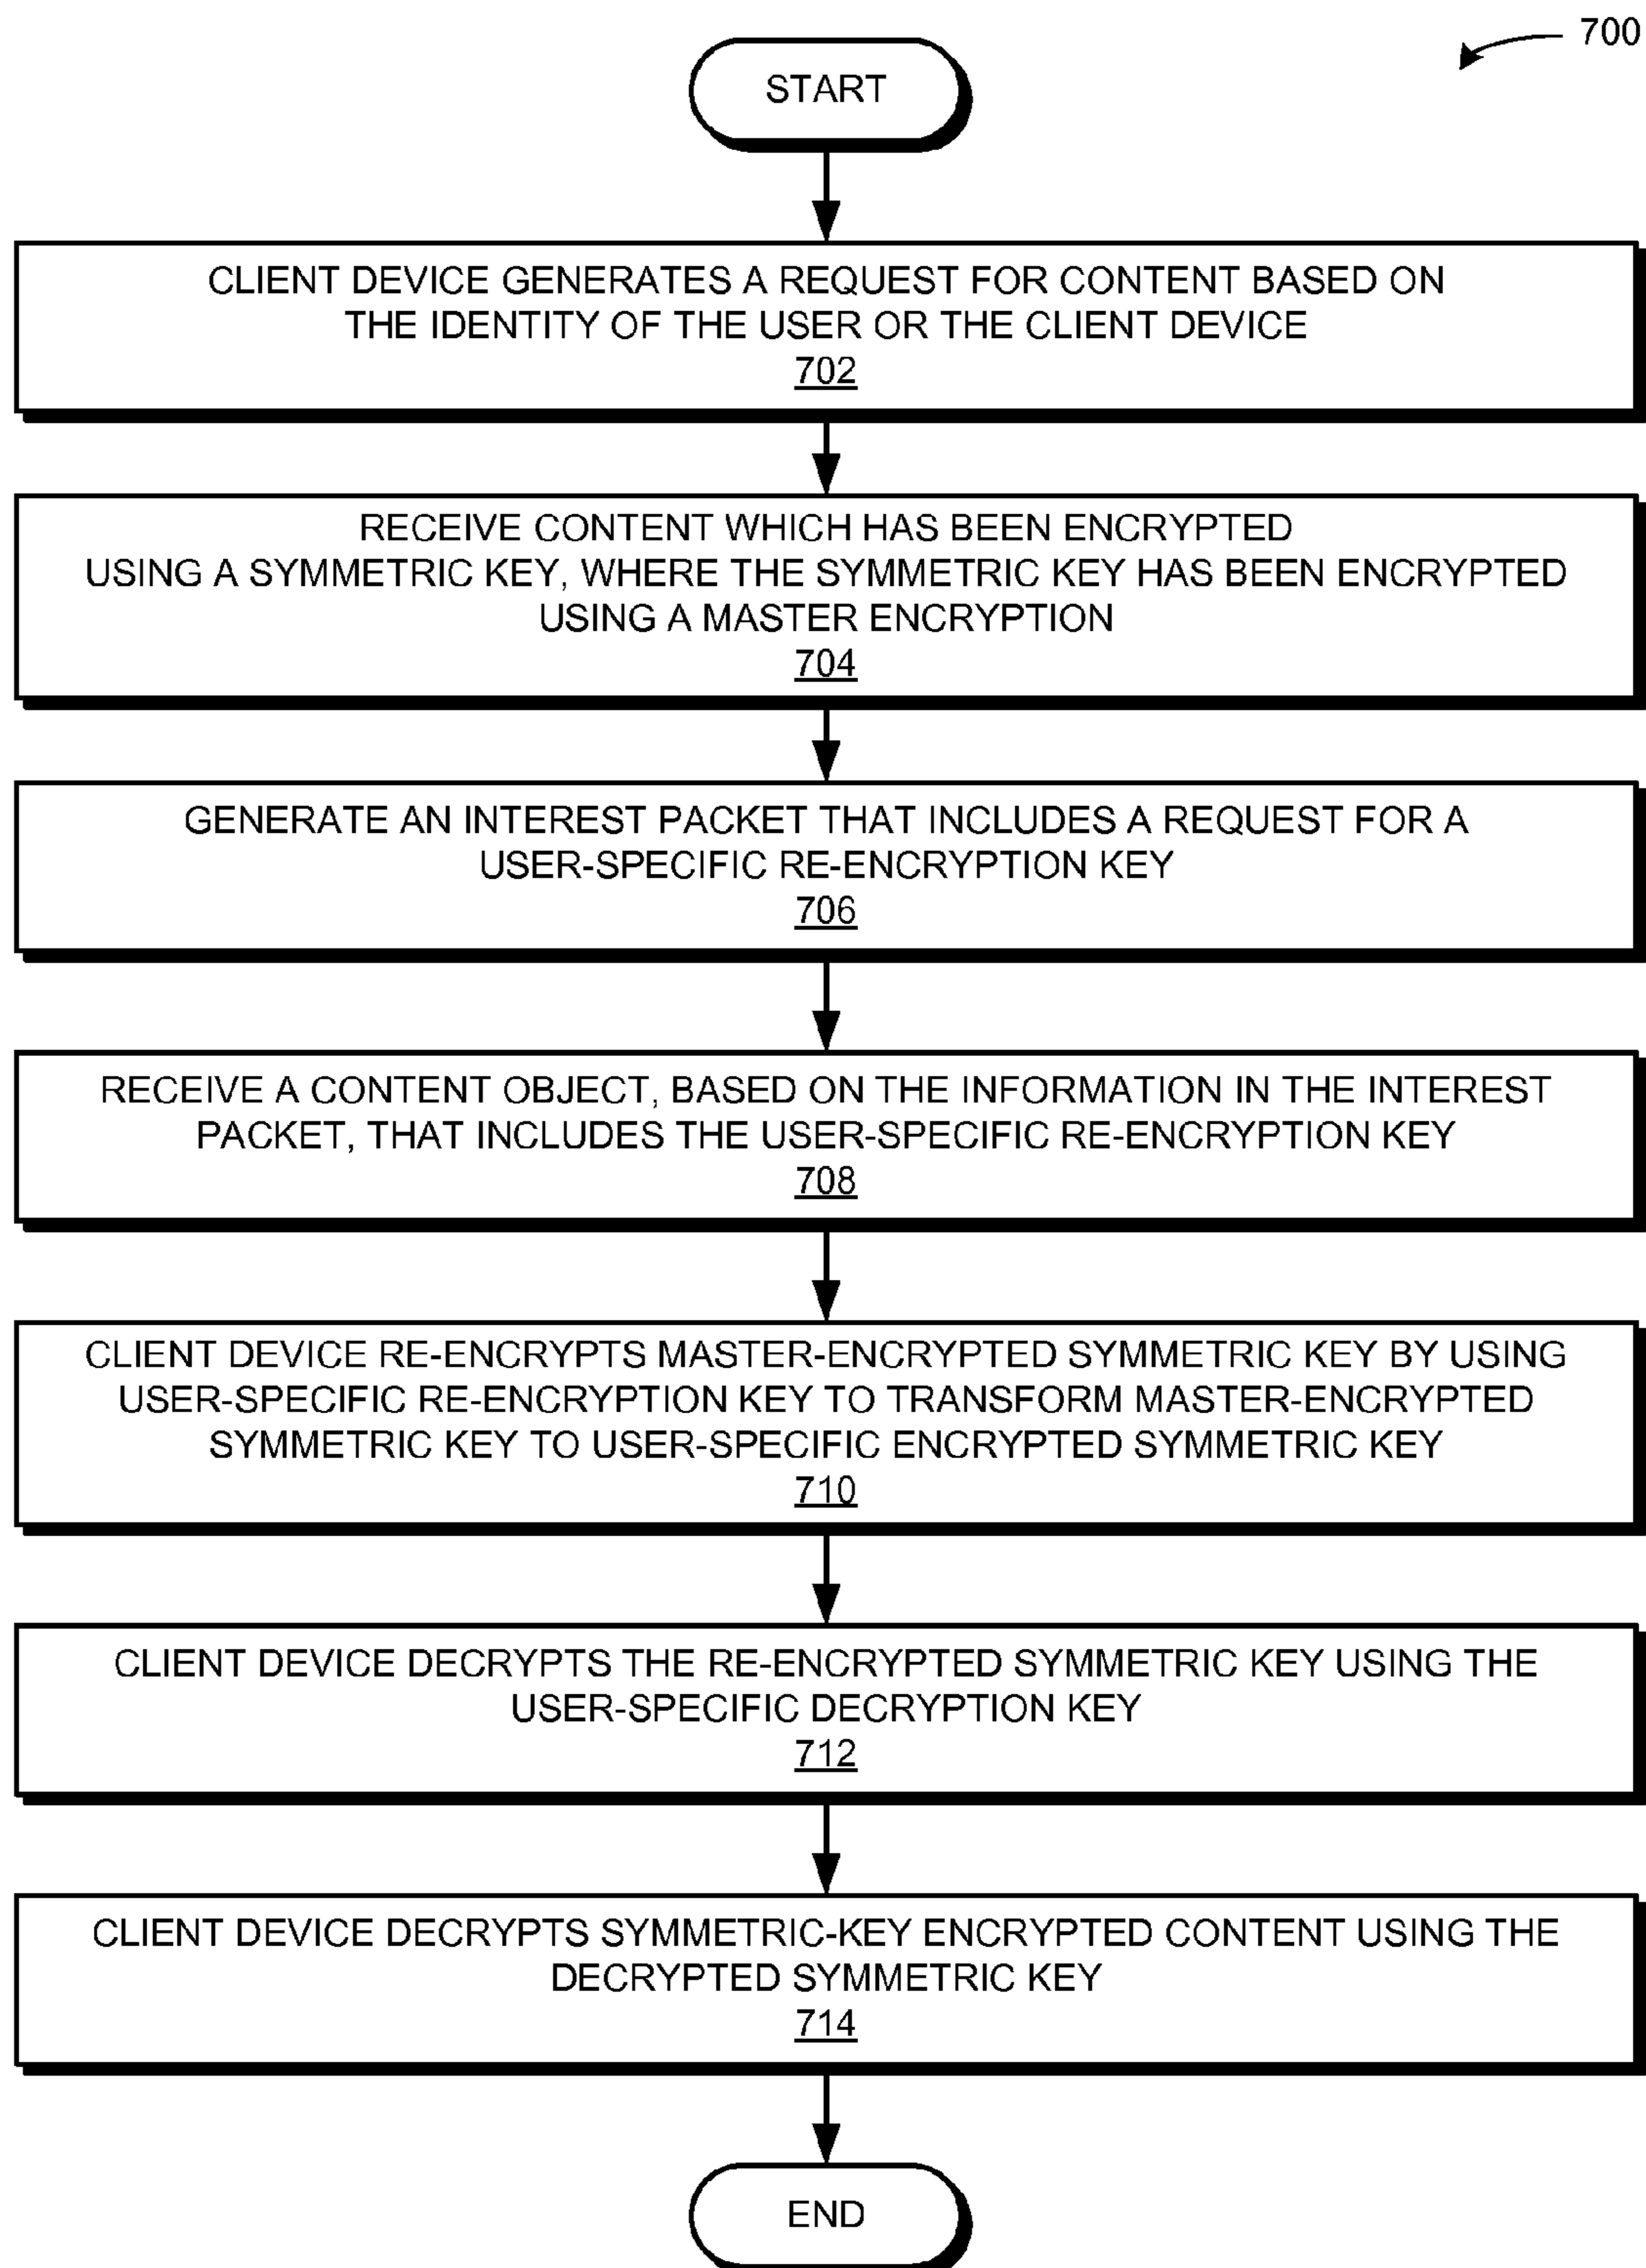 700
START
CLIENT DEVICE GENERATES A REQUEST FOR CONTENT BASED ON
THE IDENTITY OF THE USER OR THE CLIENT DEVICE
702
RECEIVE CONTENT WHICH HAS BEEN ENCRYPTED
USING A SYMMETRIC KEY, WHERE THE SYMMETRIC KEY HAS BEEN ENCRYPTED
USING A MASTER ENCRYPTION
704
GENERATE AN INTEREST PACKET THAT INCLUDES A REQUEST FOR A
USER-SPECIFIC RE-ENCRYPTION KEY
706
RECEIVE A CONTENT OBJECT, BASED ON THE INFORMATION IN THE INTEREST
PACKET, THAT INCLUDES THE USER-SPECIFIC RE-ENCRYPTION KEY
708
CLIENT DEVICE RE-ENCRYPTS MASTER-ENCRYPTED SYMMETRIC KEY BY USING
USER-SPECIFIC RE-ENCRYPTION KEY TO TRANSFORM MASTER-ENCRYPTED
SYMMETRIC KEY TO USER-SPECIFIC ENCRYPTED SYMMETRIC KEY
710
CLIENT DEVICE DECRYPTS THE RE-ENCRYPTED SYMMETRIC KEY USING THE
USER-SPECIFIC DECRYPTION KEY
712
CLIENT DEVICE DECRYPTS SYMMETRIC-KEY ENCRYPTED CONTENT USING THE
DECRYPTED SYMMETRIC KEY
714
END